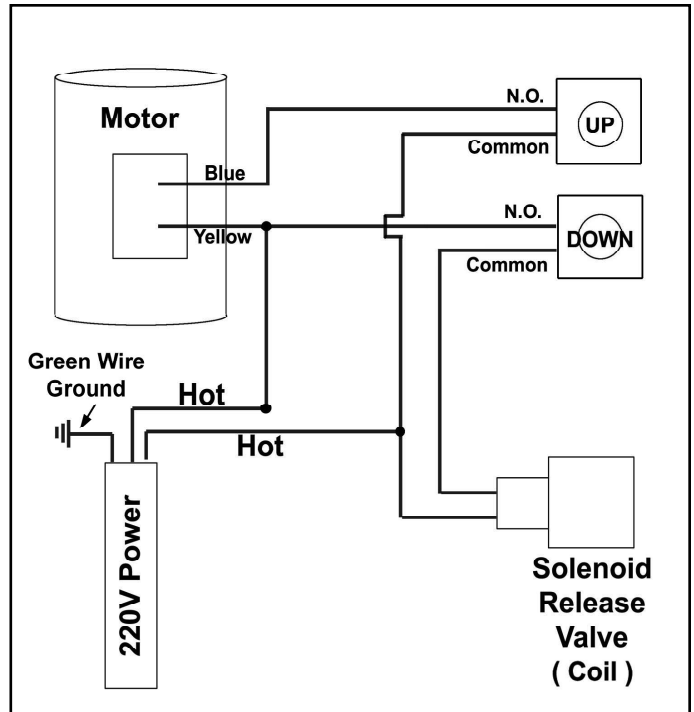 Motor
Blue
Yellow
N.O.
UP
Common
N.O.
DOWN
Common
Green Wire
Ground
Hot
Hot
220V Power
Solenoid
Release
Valve
( Coil )